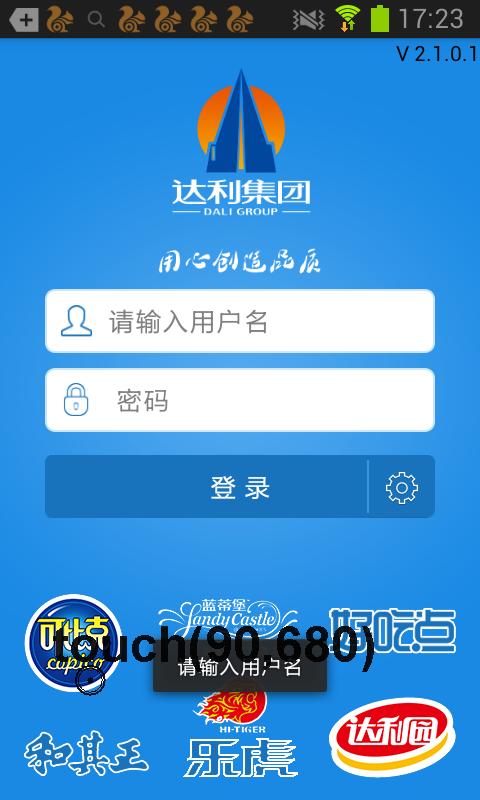 17:23
V 2.1.0.1
达利集团
DALI GROUP
用心创造品质
请输入用户名
密码
登录
可比克
cupico
蓝蒂堡
Landy Castle
好吃点
touch(90,680)
请输入用户名
和其正
HI-TIGER
乐虎
达利园